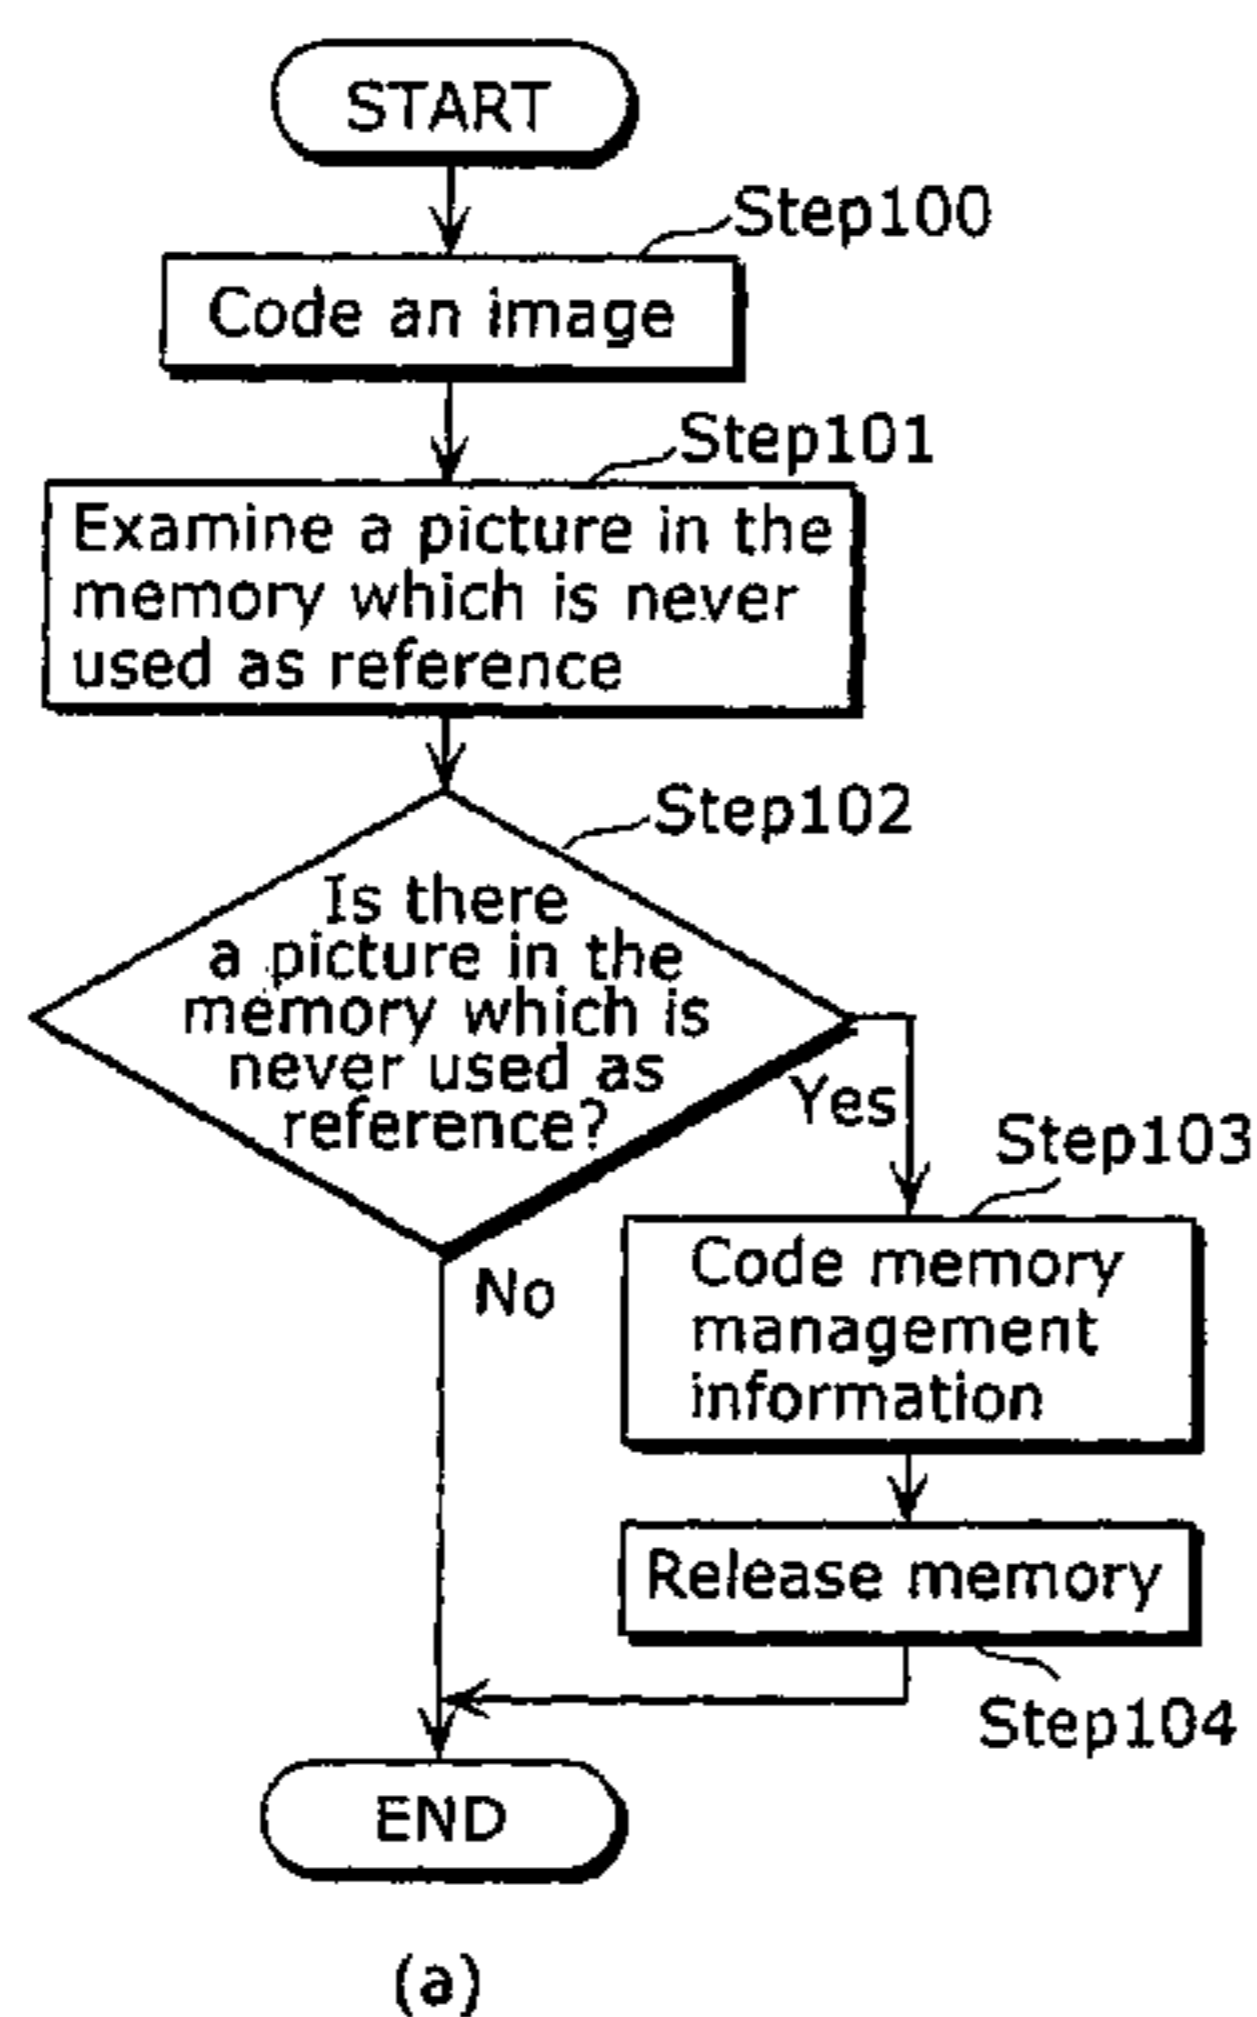 START
Step100
Code an image
Step101
Examine a picture in the
memory which is never
used as reference
Step102
Is there
a picture in the
memory which is
never used as
reference?
Yes
No
Step103
Code memory
management
information
Release memory
Step104
END
(a)